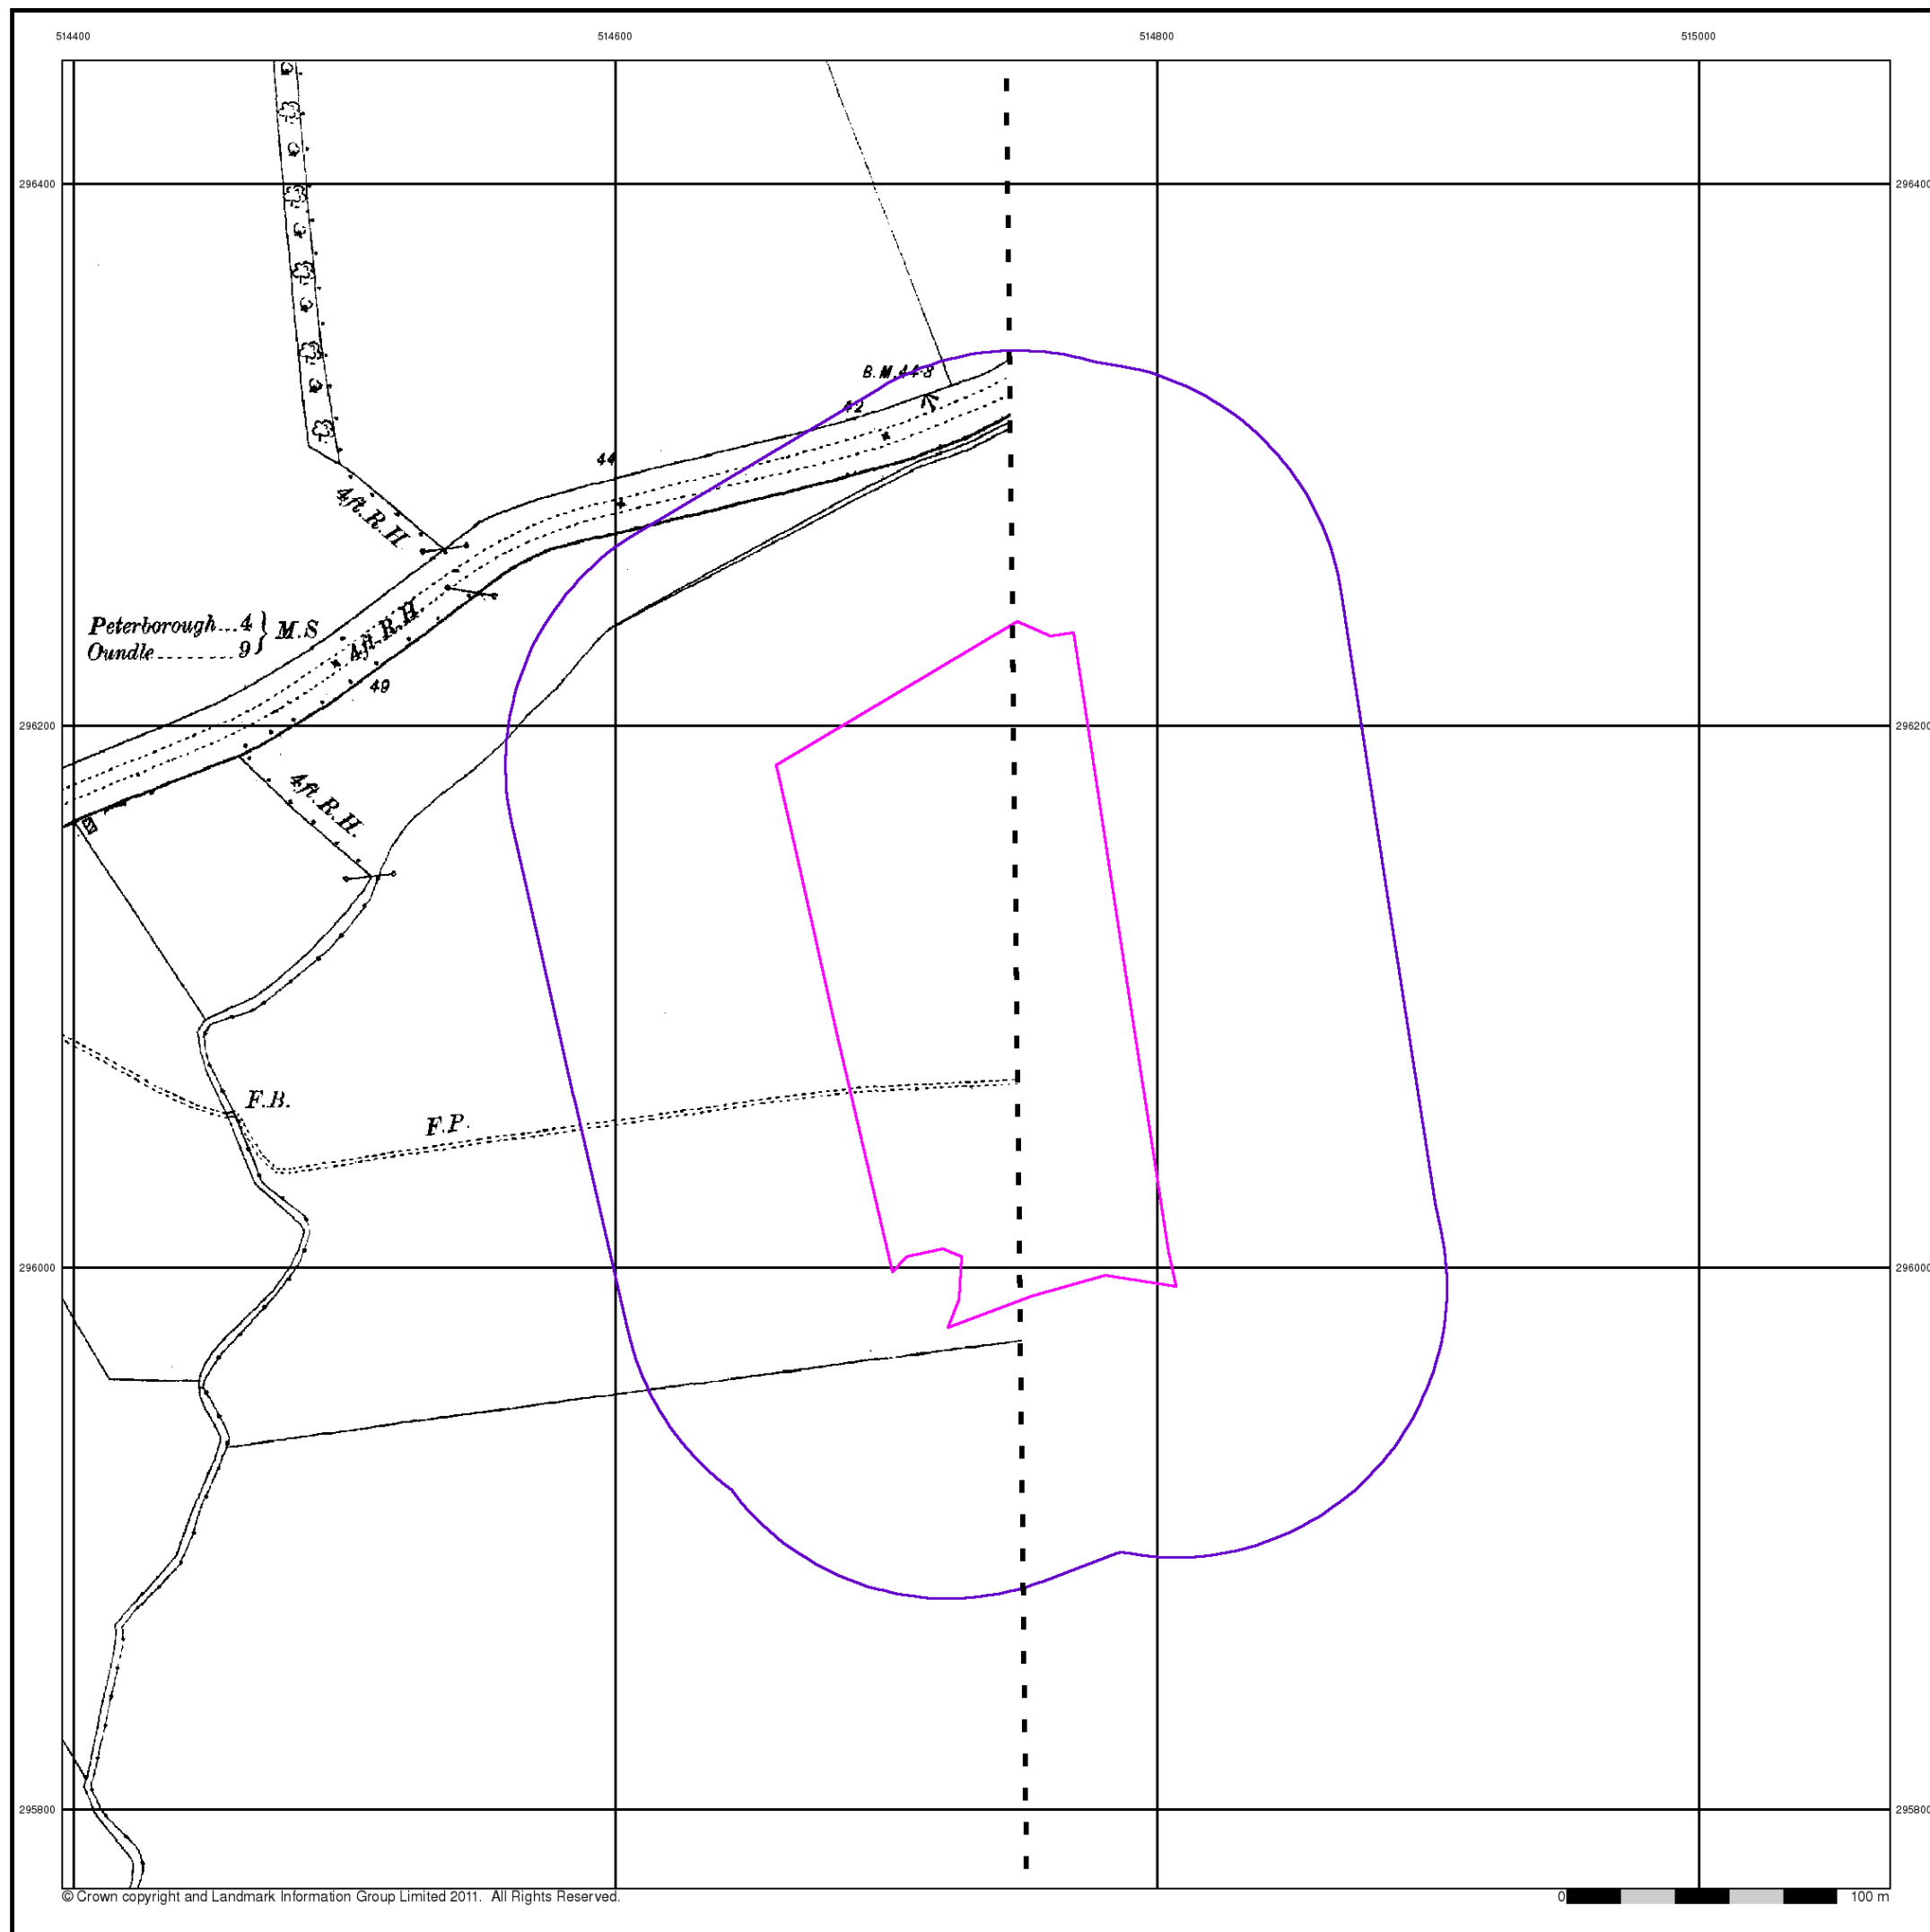 514400 514600 514800 515000
296400 296400
B.M.44·8
42
44
4ft.R.H
Peterborough...4 } M.S
Oundle..........9
4ft.R.H.
49
296200 296200
4ft.R.H.
F.B.
F.P.
296000 296000
295800 295800
© Crown copyright and Landmark Information Group Limited 2011. All Rights Reserved.
0 100 m